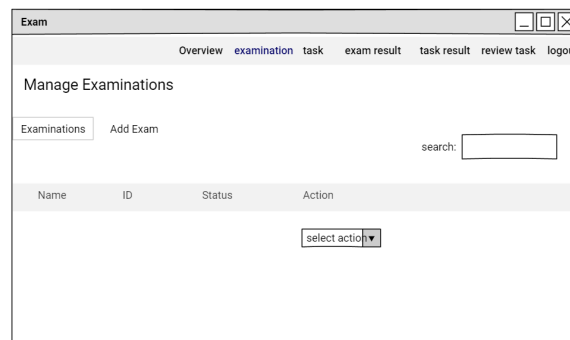 Exam
Overview examination task exam result task result review task logou
Manage Examinations
Examinations Add Exam
search:
Name ID Status Action
select action